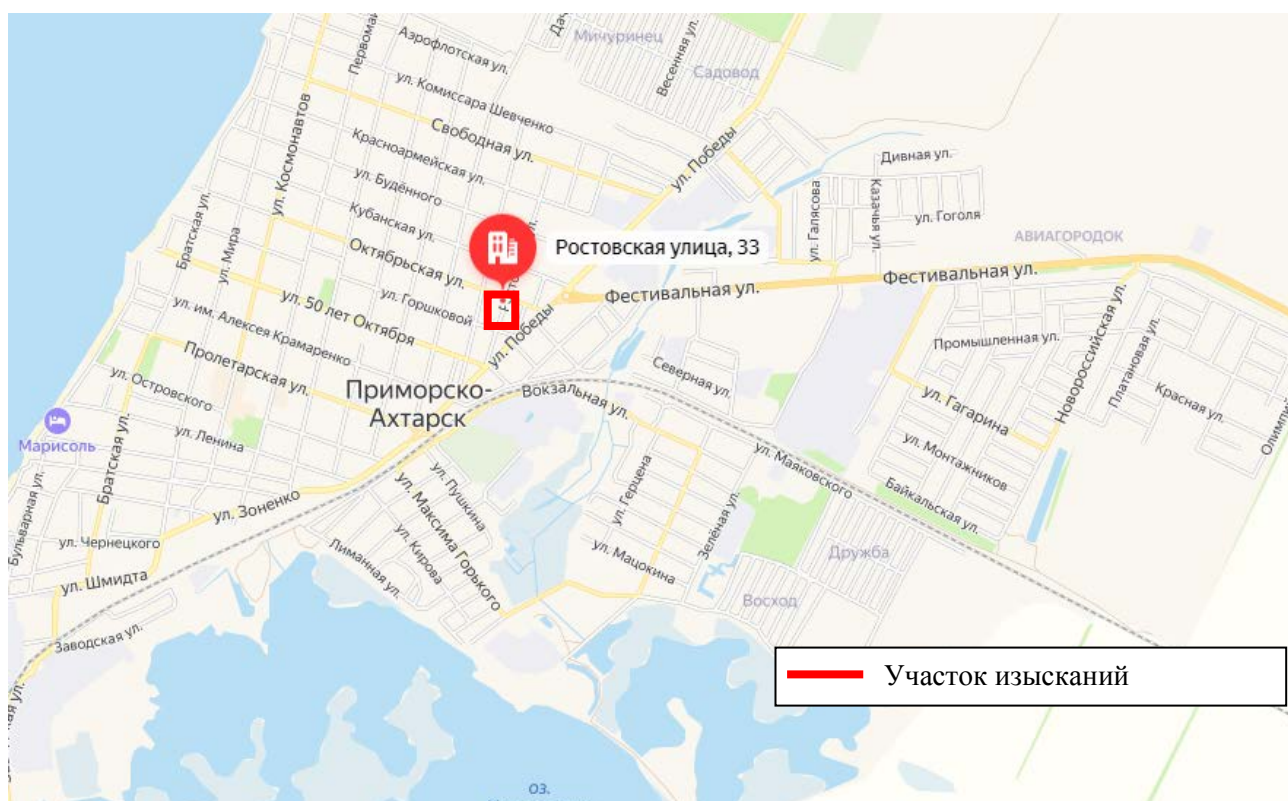 Мичуринец
Аэрофлотская ул.
Весенняя ул.
Садовод
ул. Комиссара Шевченко
Свободная ул.
ул. Космонавтов
Красноармейская ул.
ул. Победы
Дивная ул.
ул. Будённого
ул. Галясова
Казачья ул.
ул. Гоголя
Братская ул.
ул. Мира
Кубанская ул.
АВИАГОРОДОК
Ростовская улица, 33
Октябрьская ул.
Фестивальная ул.
Фестивальная ул.
ул. Горшковой
ул. 50 лет Октября
ул. Победы
ул. им. Алексея Крамаренко
Новороссийская ул.
Платановая ул.
Промышленная ул.
Пролетарская ул.
Северная ул.
ул. Островского
Приморско-
Ахтарск
Вокзальная ул.
Красная ул.
ул. Гагарина
Марисоль
ул. Ленина
Братская ул.
ул. Монтажников
ул. Маяковского
Бульварная ул.
ул. Пушкина
ул. Герцена
Байкальская ул.
ул. Зоненко
ул. Максима Горького
Зелёная ул.
ул. Чернецкого
ул. Кирова
Лиманная ул.
ул. Мацокина
Дружба
ул. Шмидта
Восход
Заводская ул.
Участок изысканий
оз.